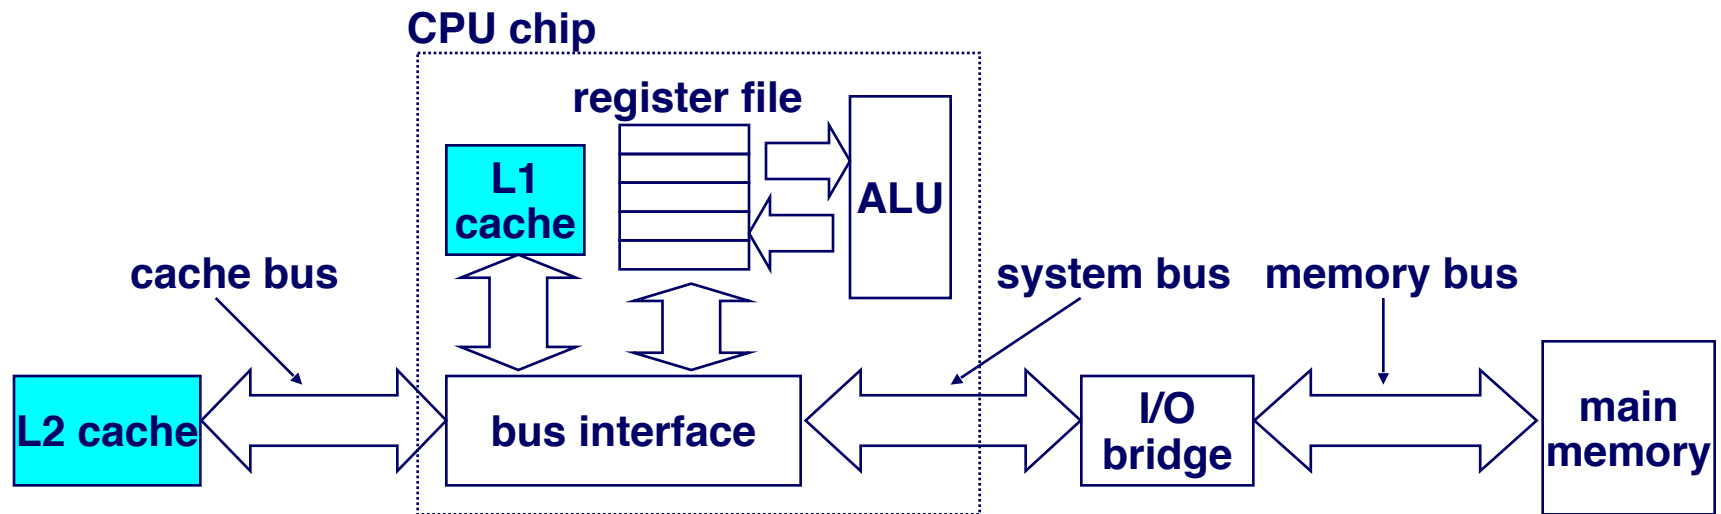 CPU chip
register file
L1
cache
ALU
cache bus
system bus
memory bus
L2 cache
bus interface
I/O
bridge
main
memory